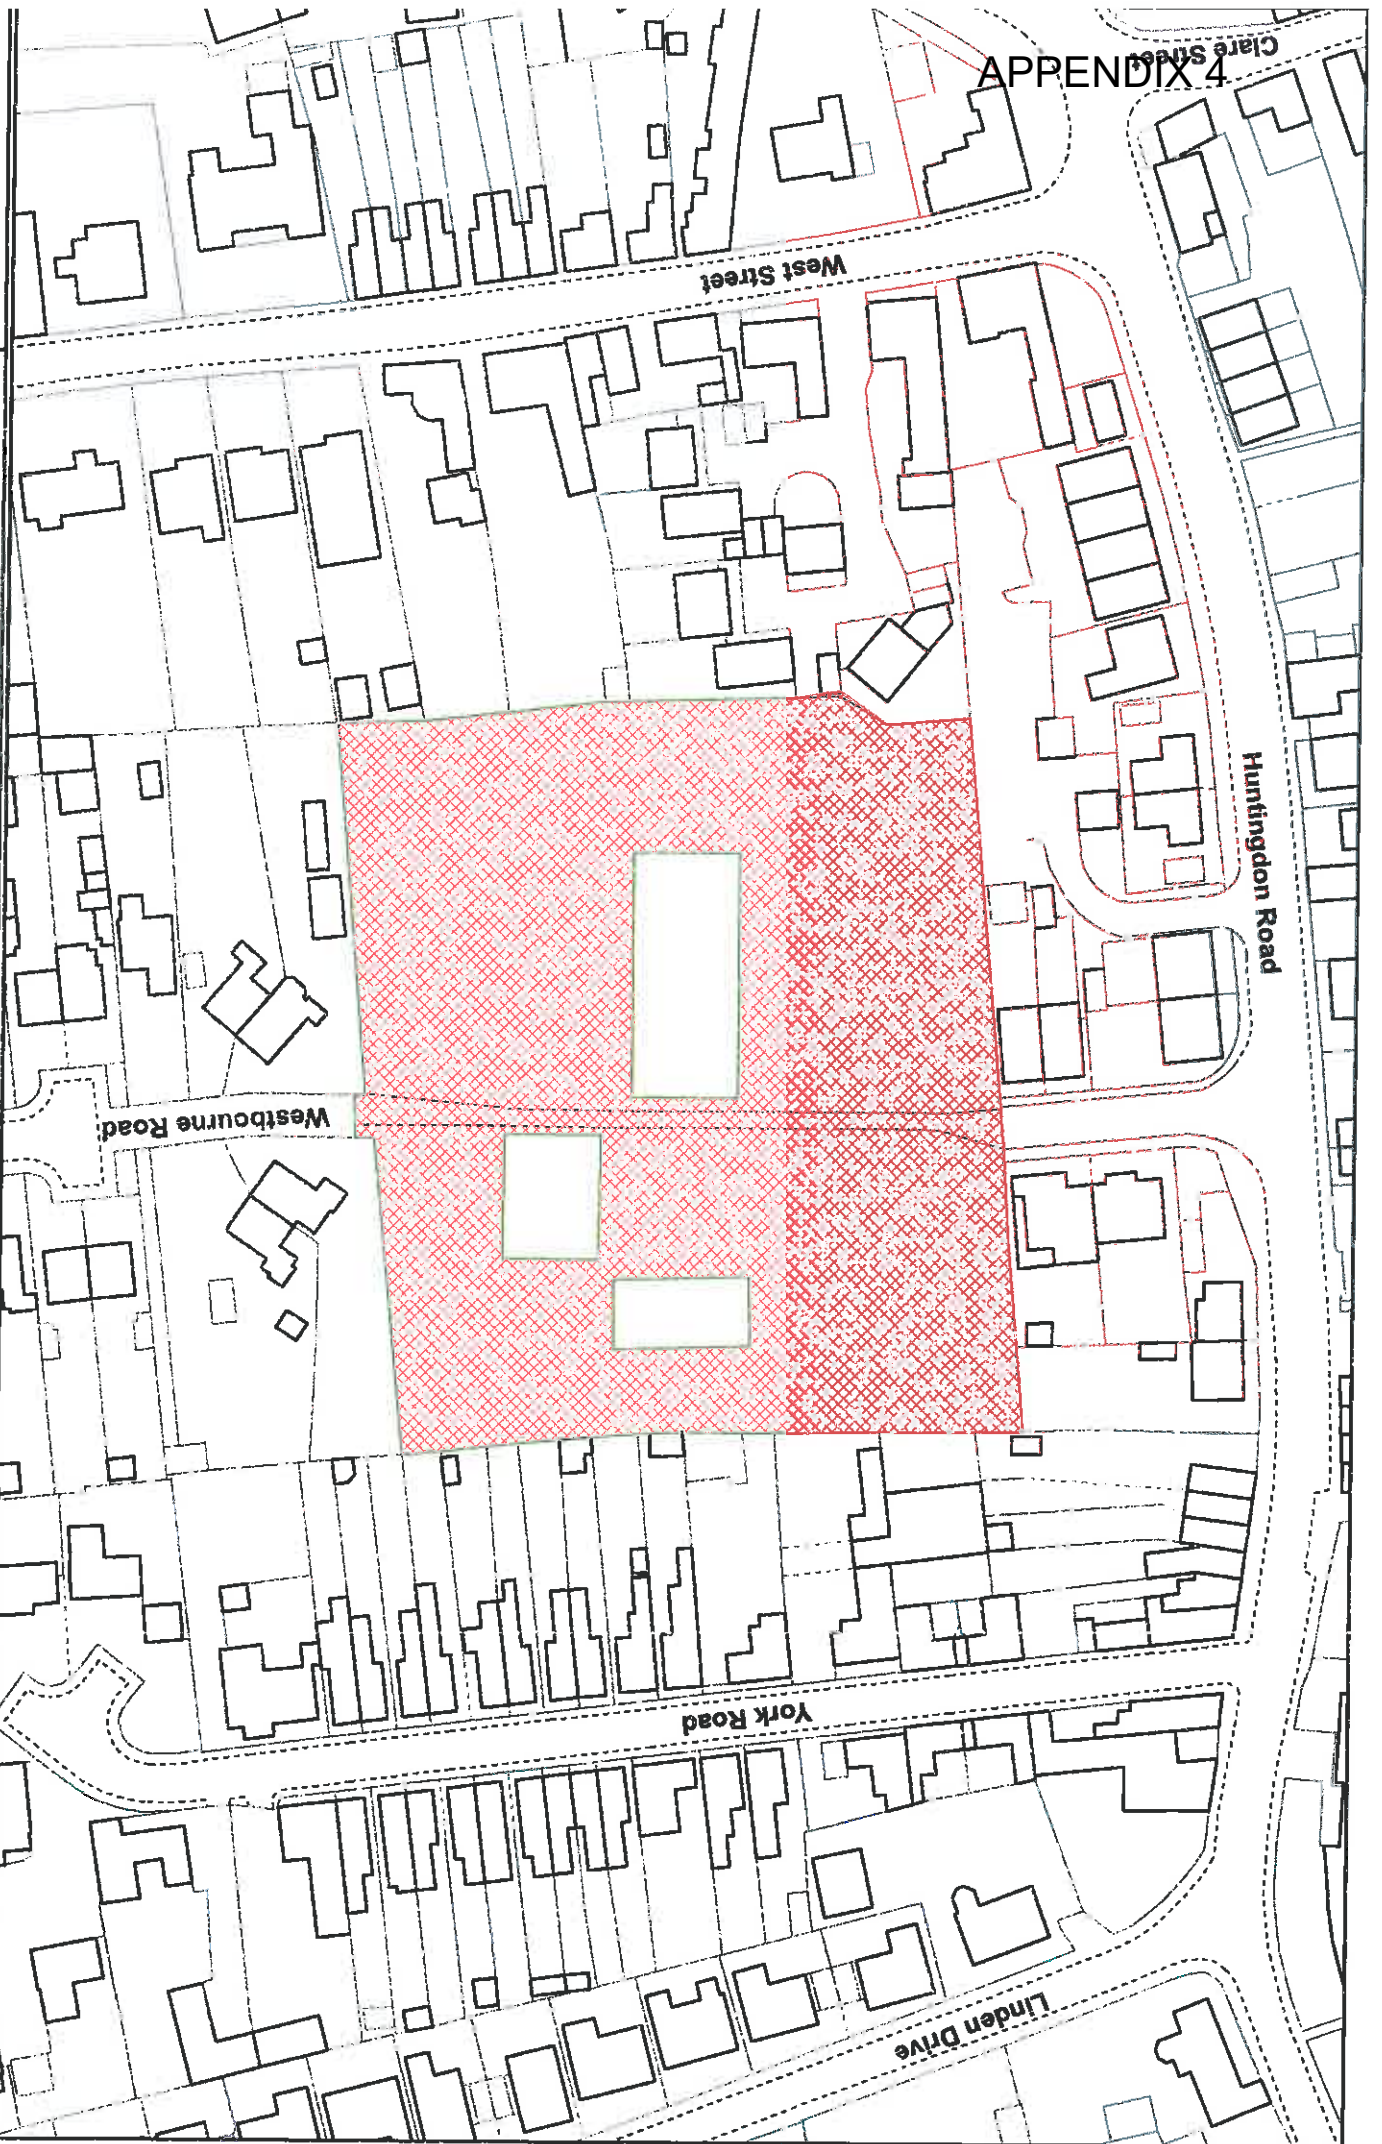 Clare Street
APPENDIX 4
West Street
Huntingdon Road
Westbourne Road
York Road
Linden Drive